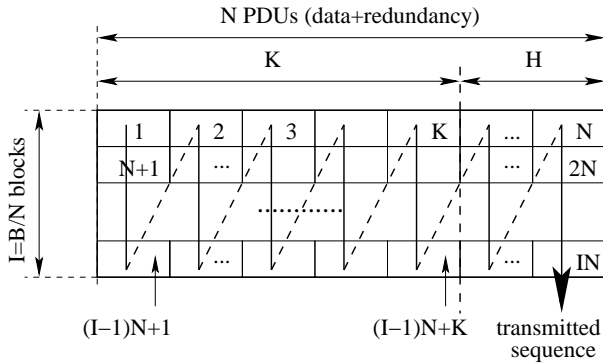 N PDUs (data+redundancy)
K H
I=B/N blocks
1 2 3 K ... N
N+1 ... ... 2N
............
... ... IN
(I−1)N+1 (I−1)N+K transmitted
sequence